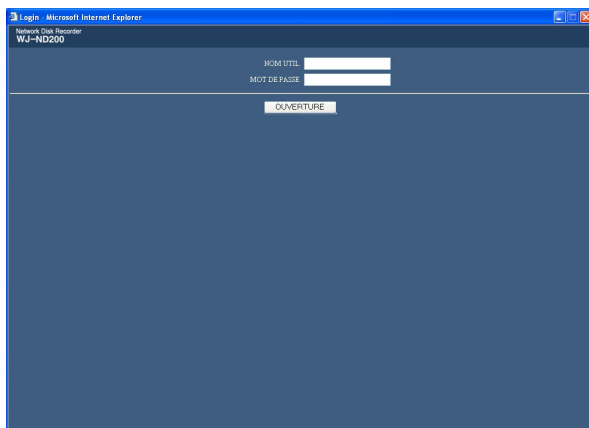 Login - Microsoft Internet Explorer
Network Disk Recorder
WJ-ND200
NOM UTIL.
MOT DE PASSE
OUVERTURE